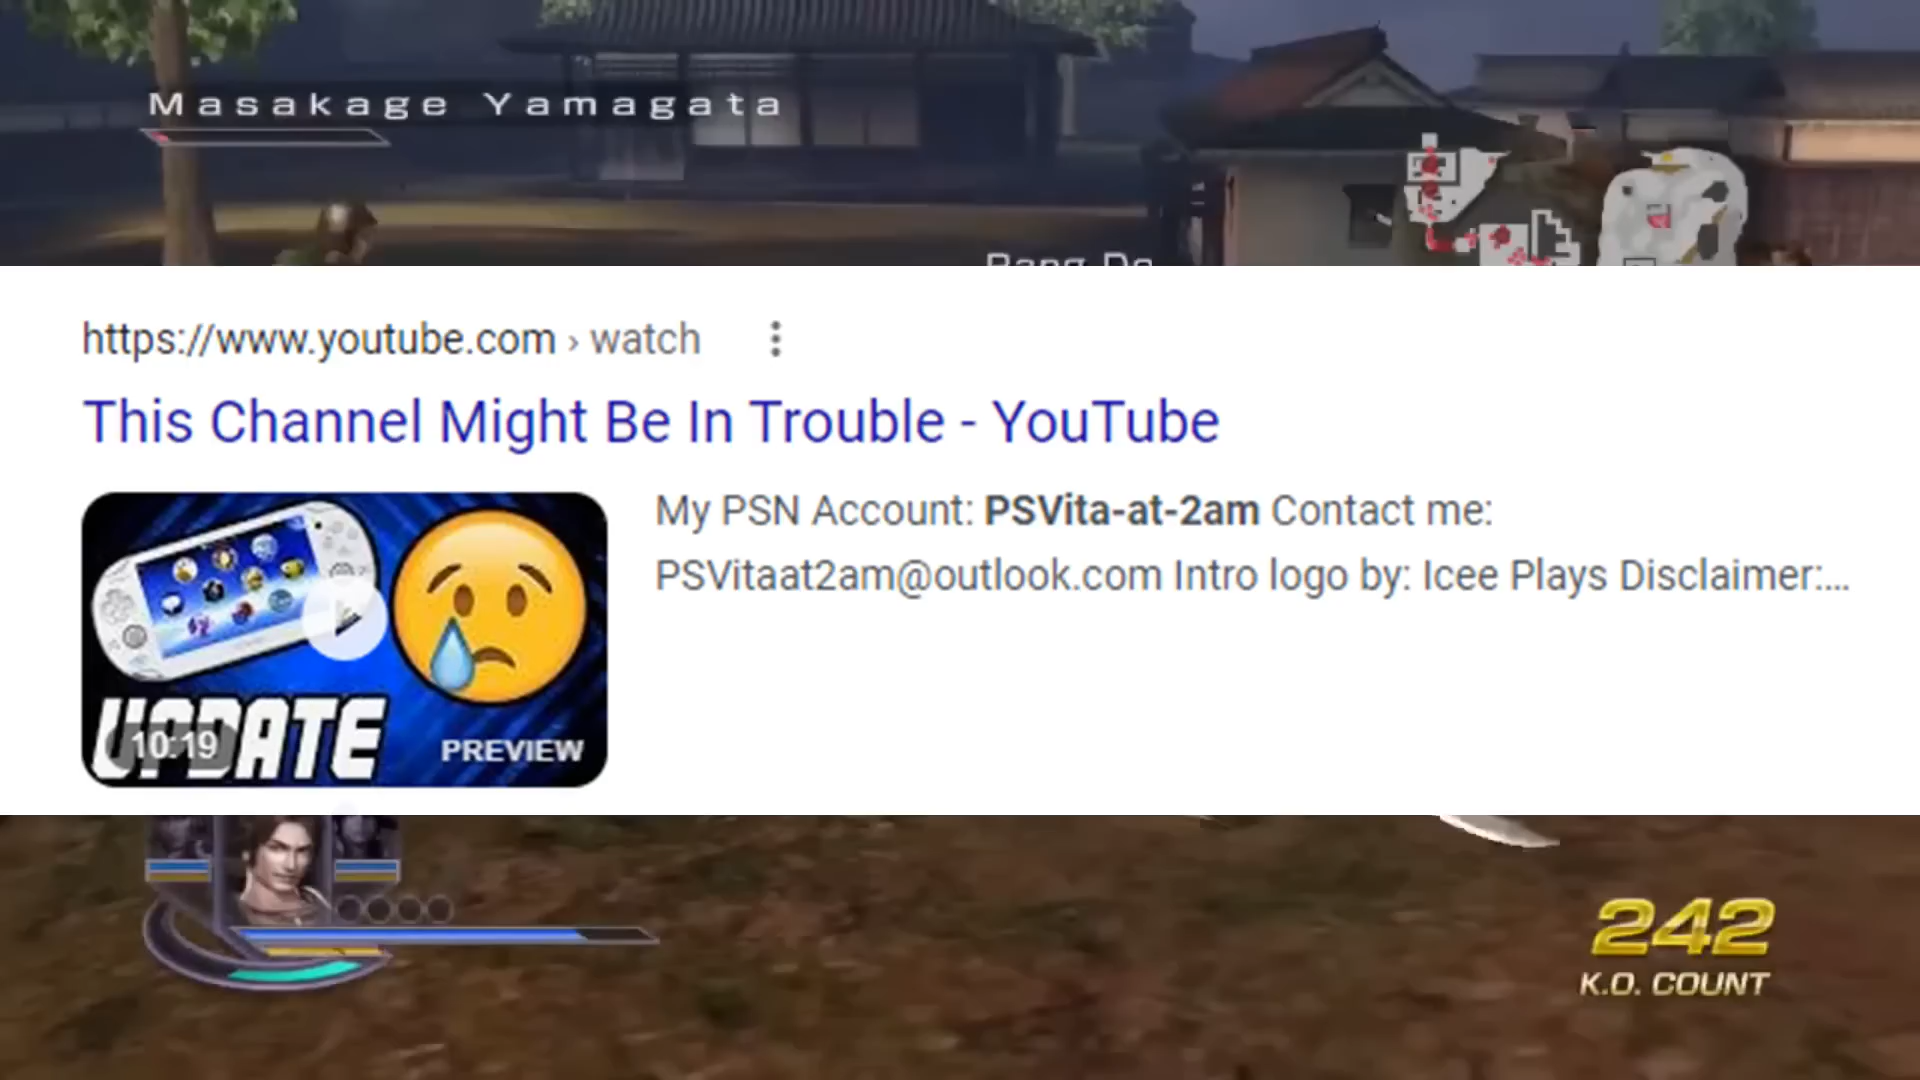 Masakage Yamagata
https://www.youtube.com › watch
This Channel Might Be In Trouble - YouTube
My PSN Account: PSVita-at-2am Contact me:
PSVitaat2am@outlook.com Intro logo by: Icee Plays Disclaimer:...
UPDATE
10:19
PREVIEW
242
K.O. COUNT